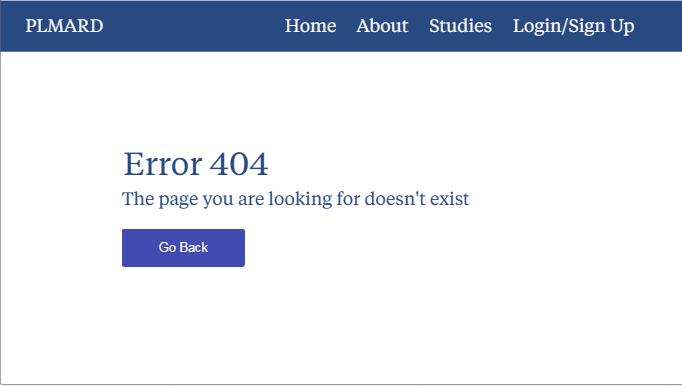 PLMARD Home About Studies Login/Sign Up
Error 404
The page you are looking for doesn't exist
Go Back